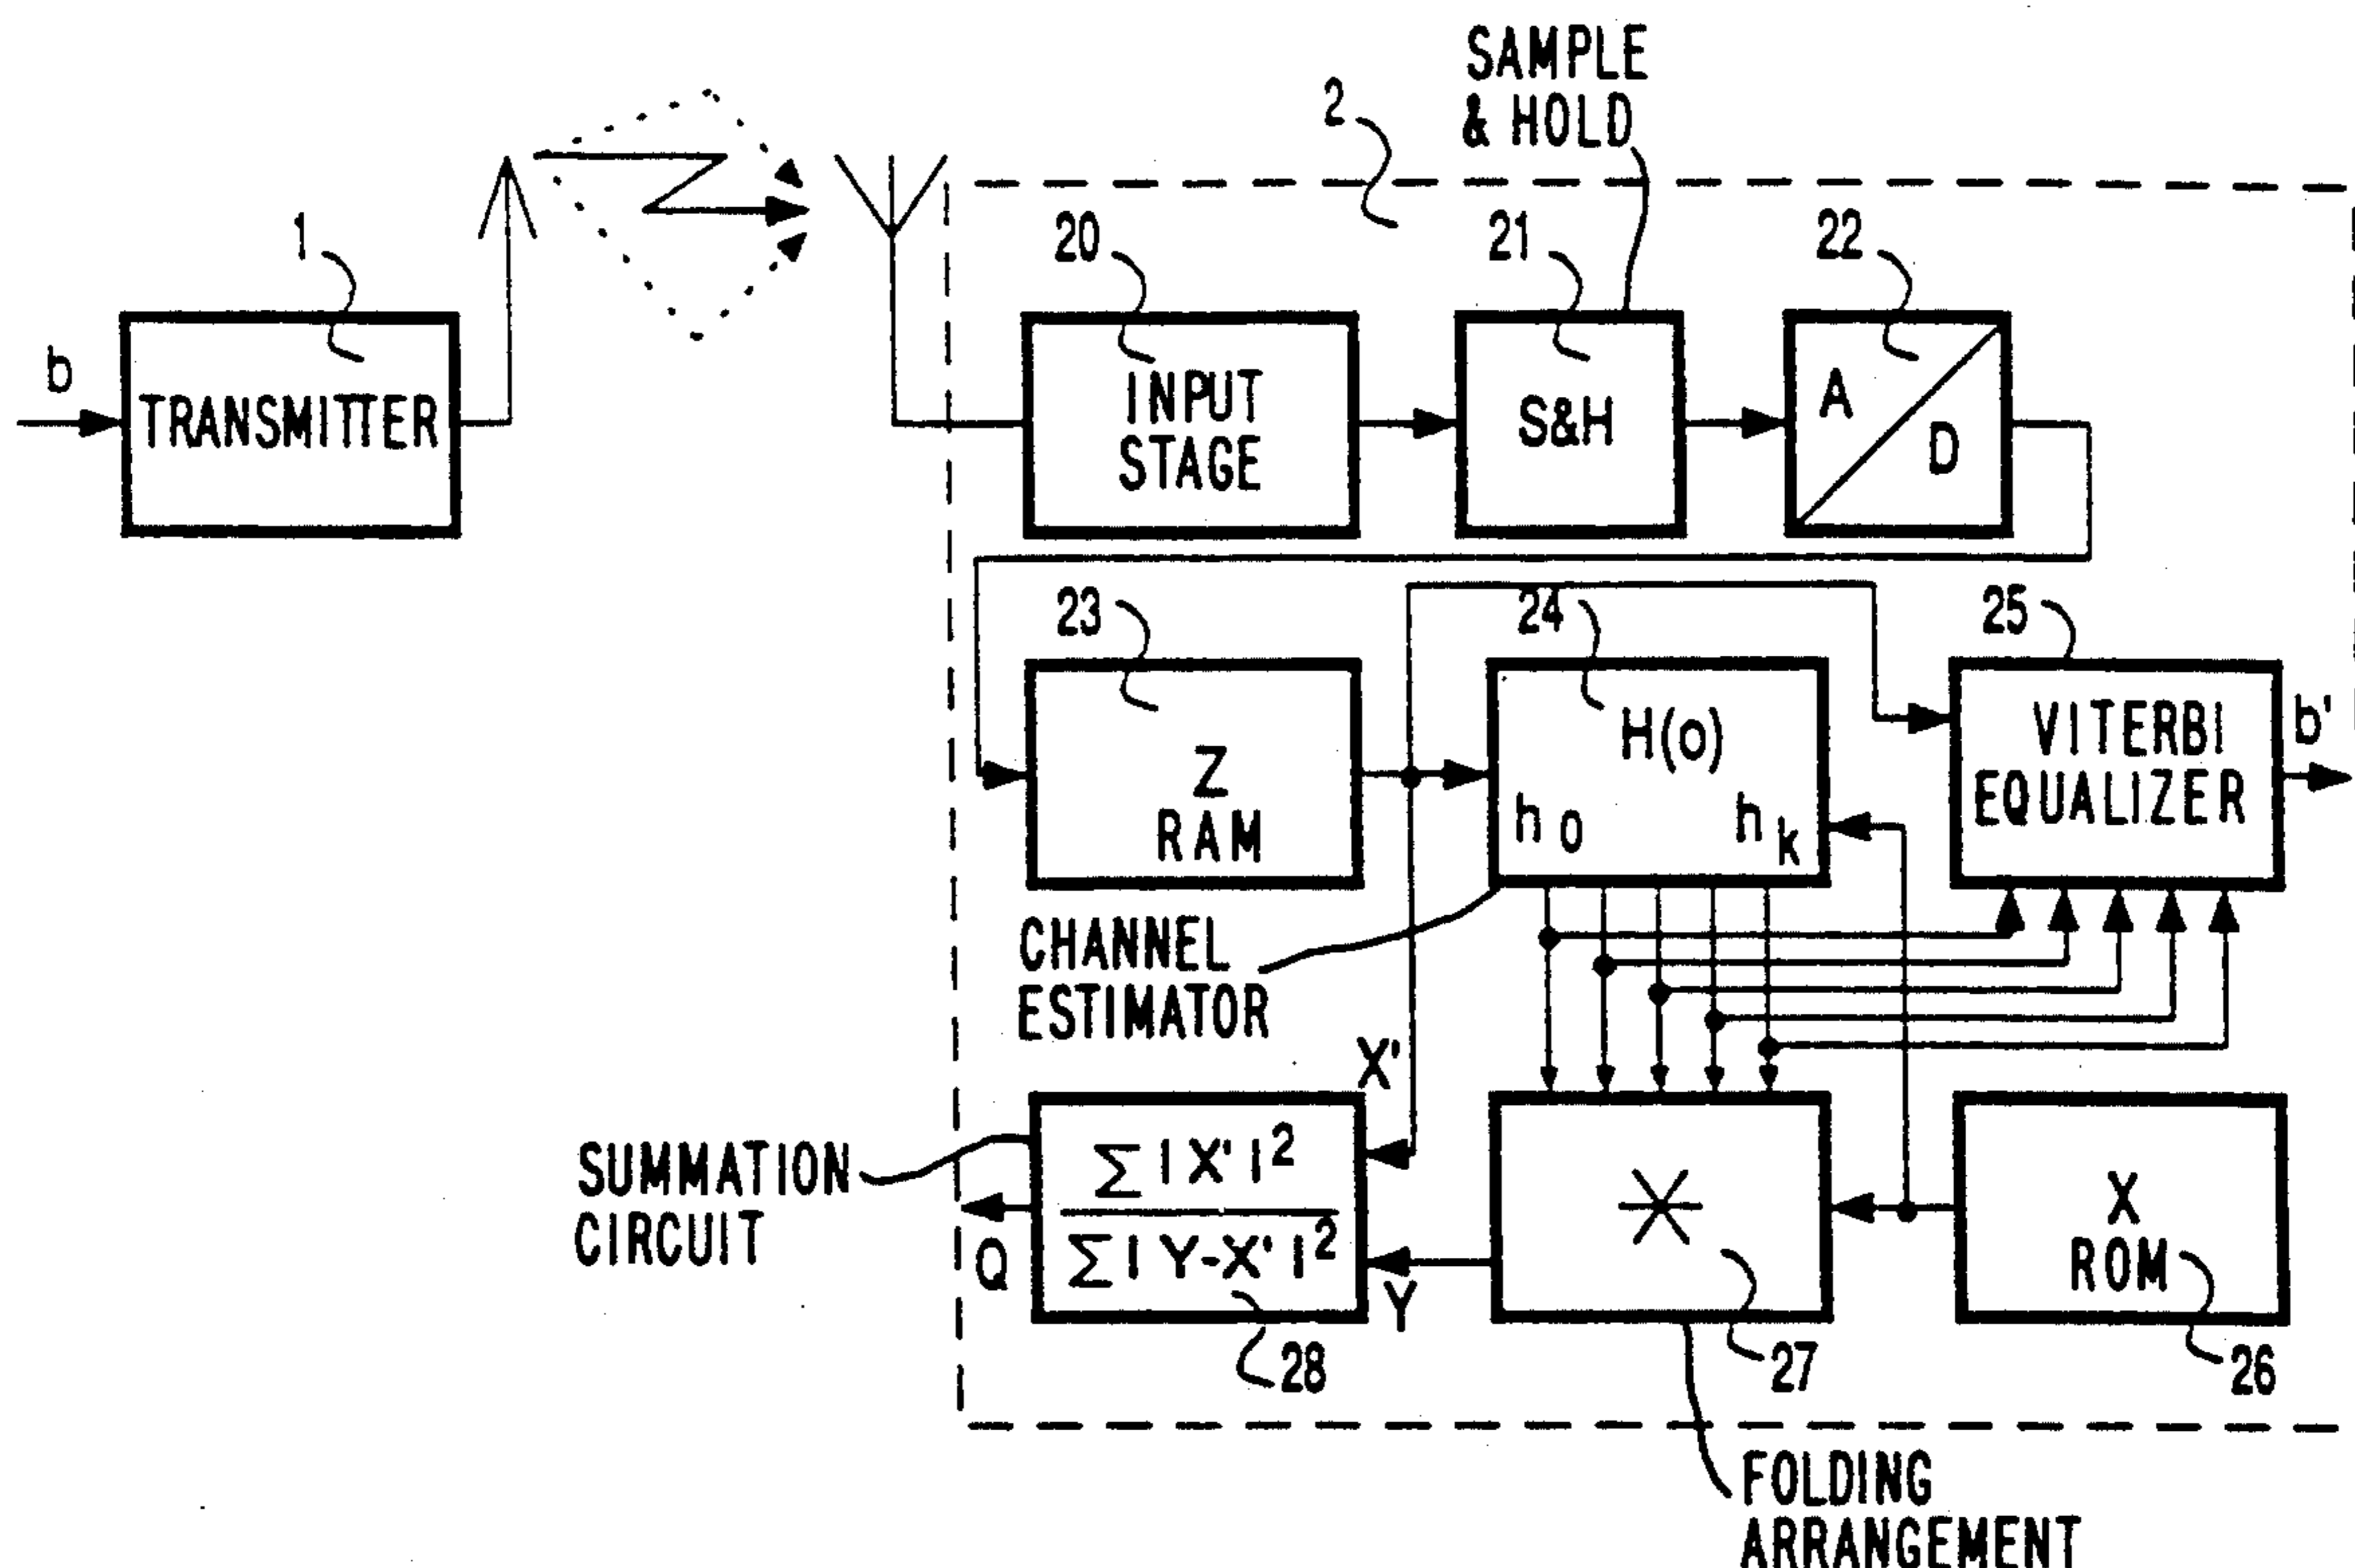 SAMPLE
& HOLD
2
1
20
21
22
b
TRANSMITTER
INPUT
STAGE
S&H
A
D
23
24
25
Z
RAM
H(o)
h0
hk
VITERBI
EQUALIZER
b'
CHANNEL
ESTIMATOR
X'
SUMMATION
CIRCUIT
Σ|X'|²
Σ|Y-X'|²
Q
Y
*
X
ROM
28
27
26
FOLDING
ARRANGEMENT